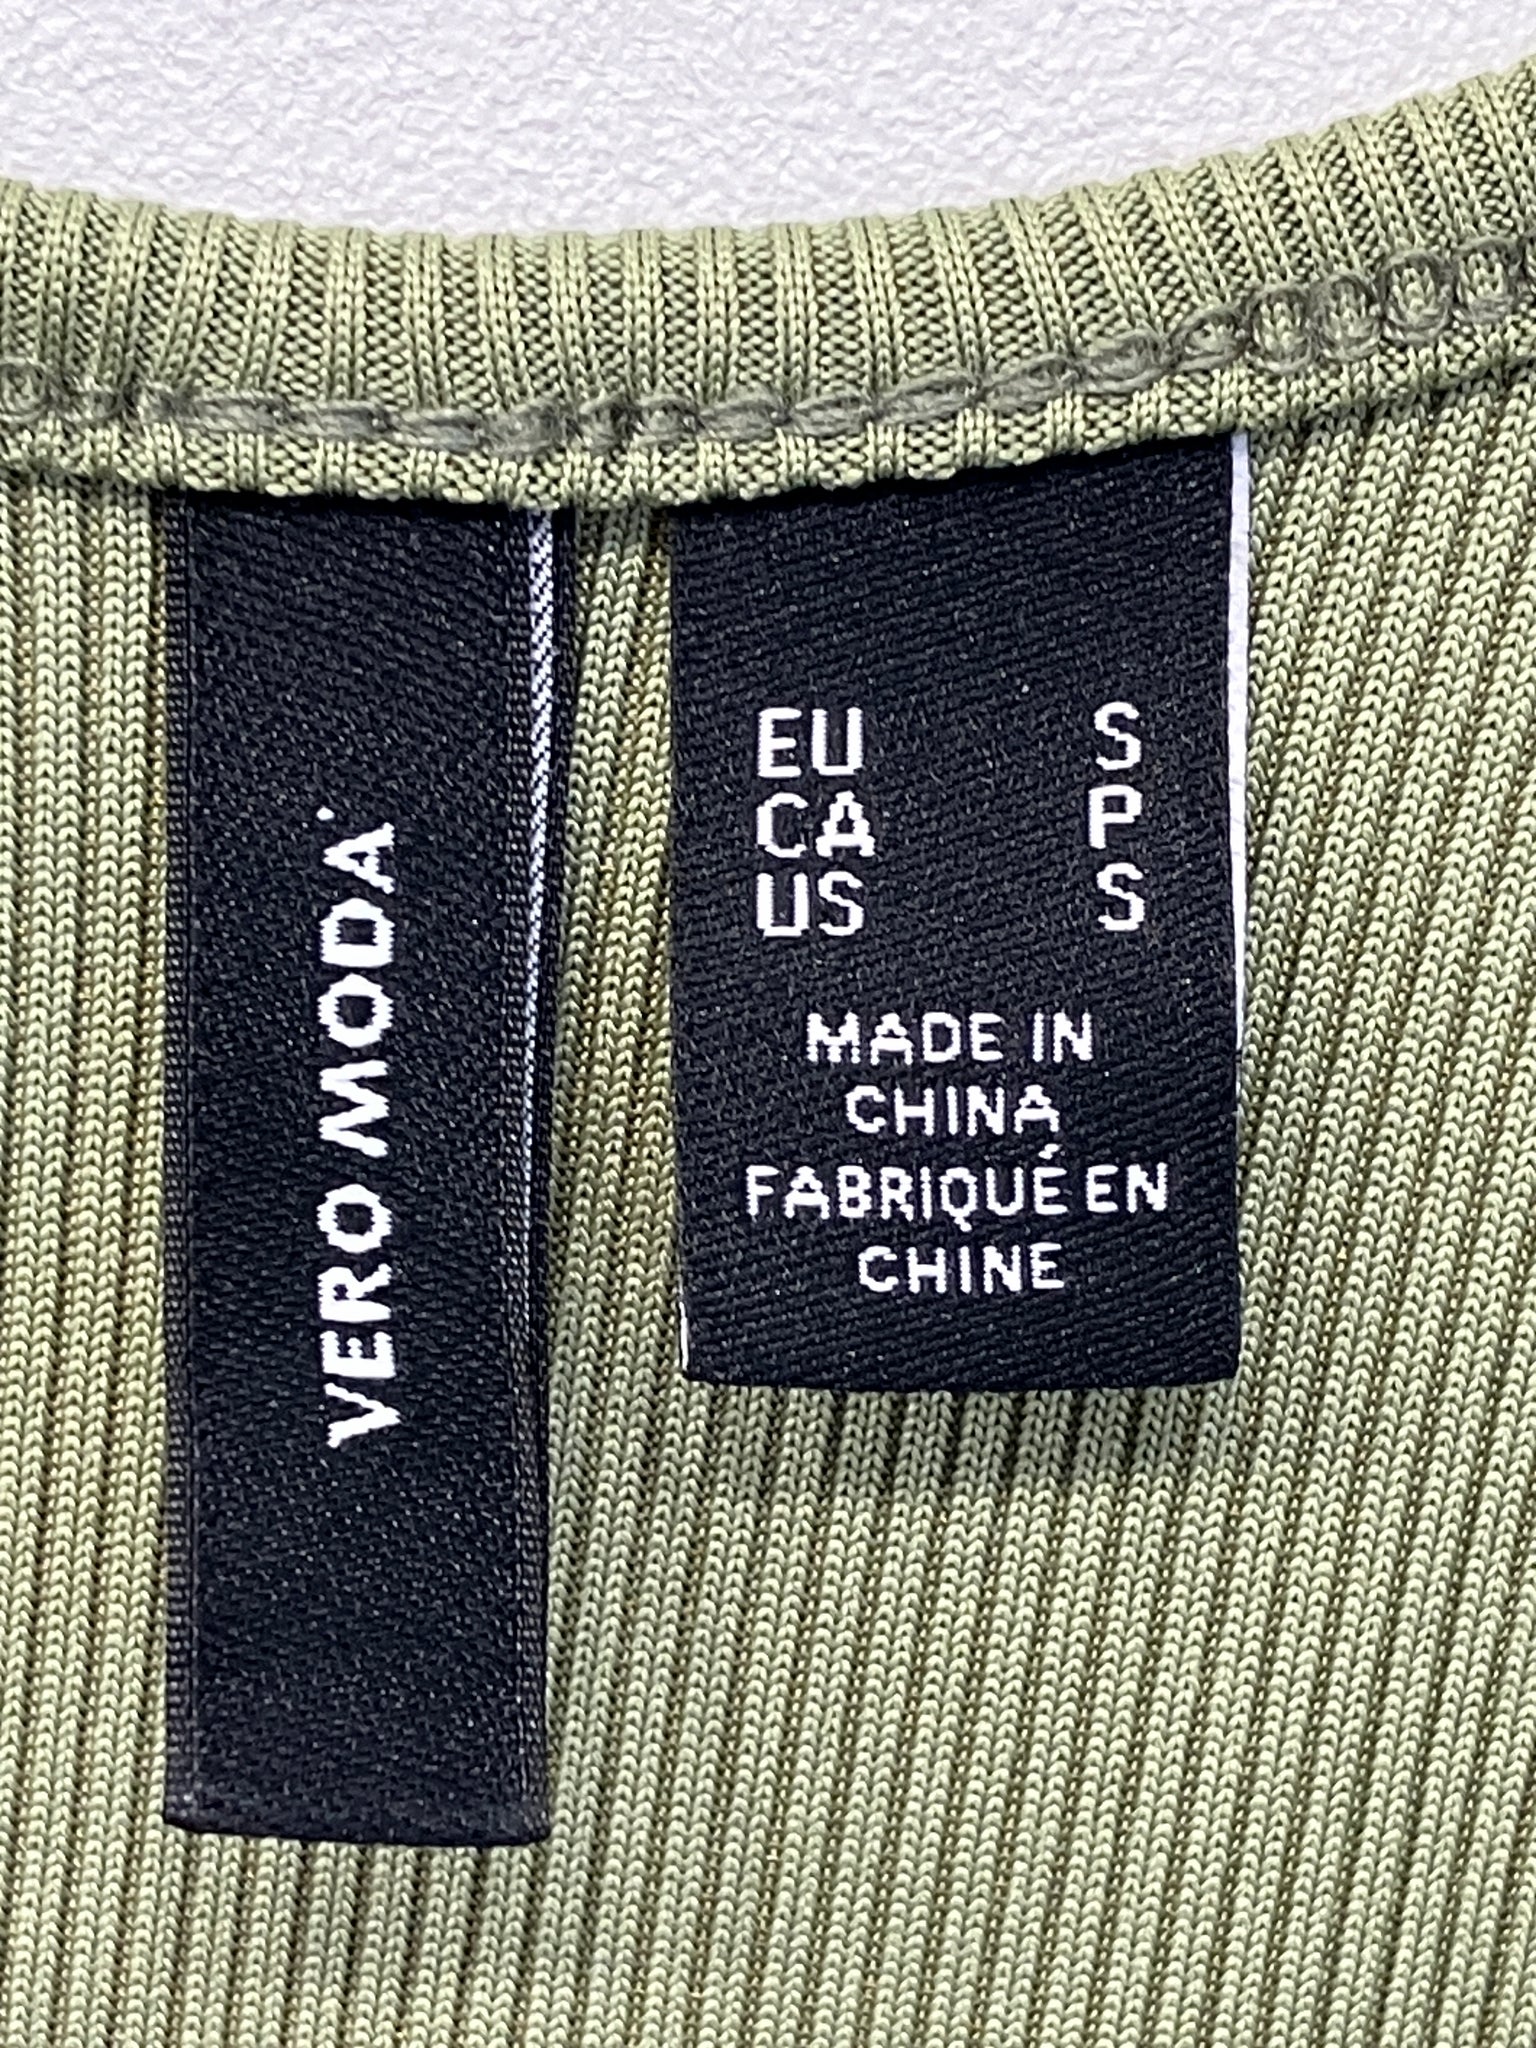 VERO MODA
EU S
CA P
US S
MADE IN
CHINA
FABRIQUÉ EN
CHINE